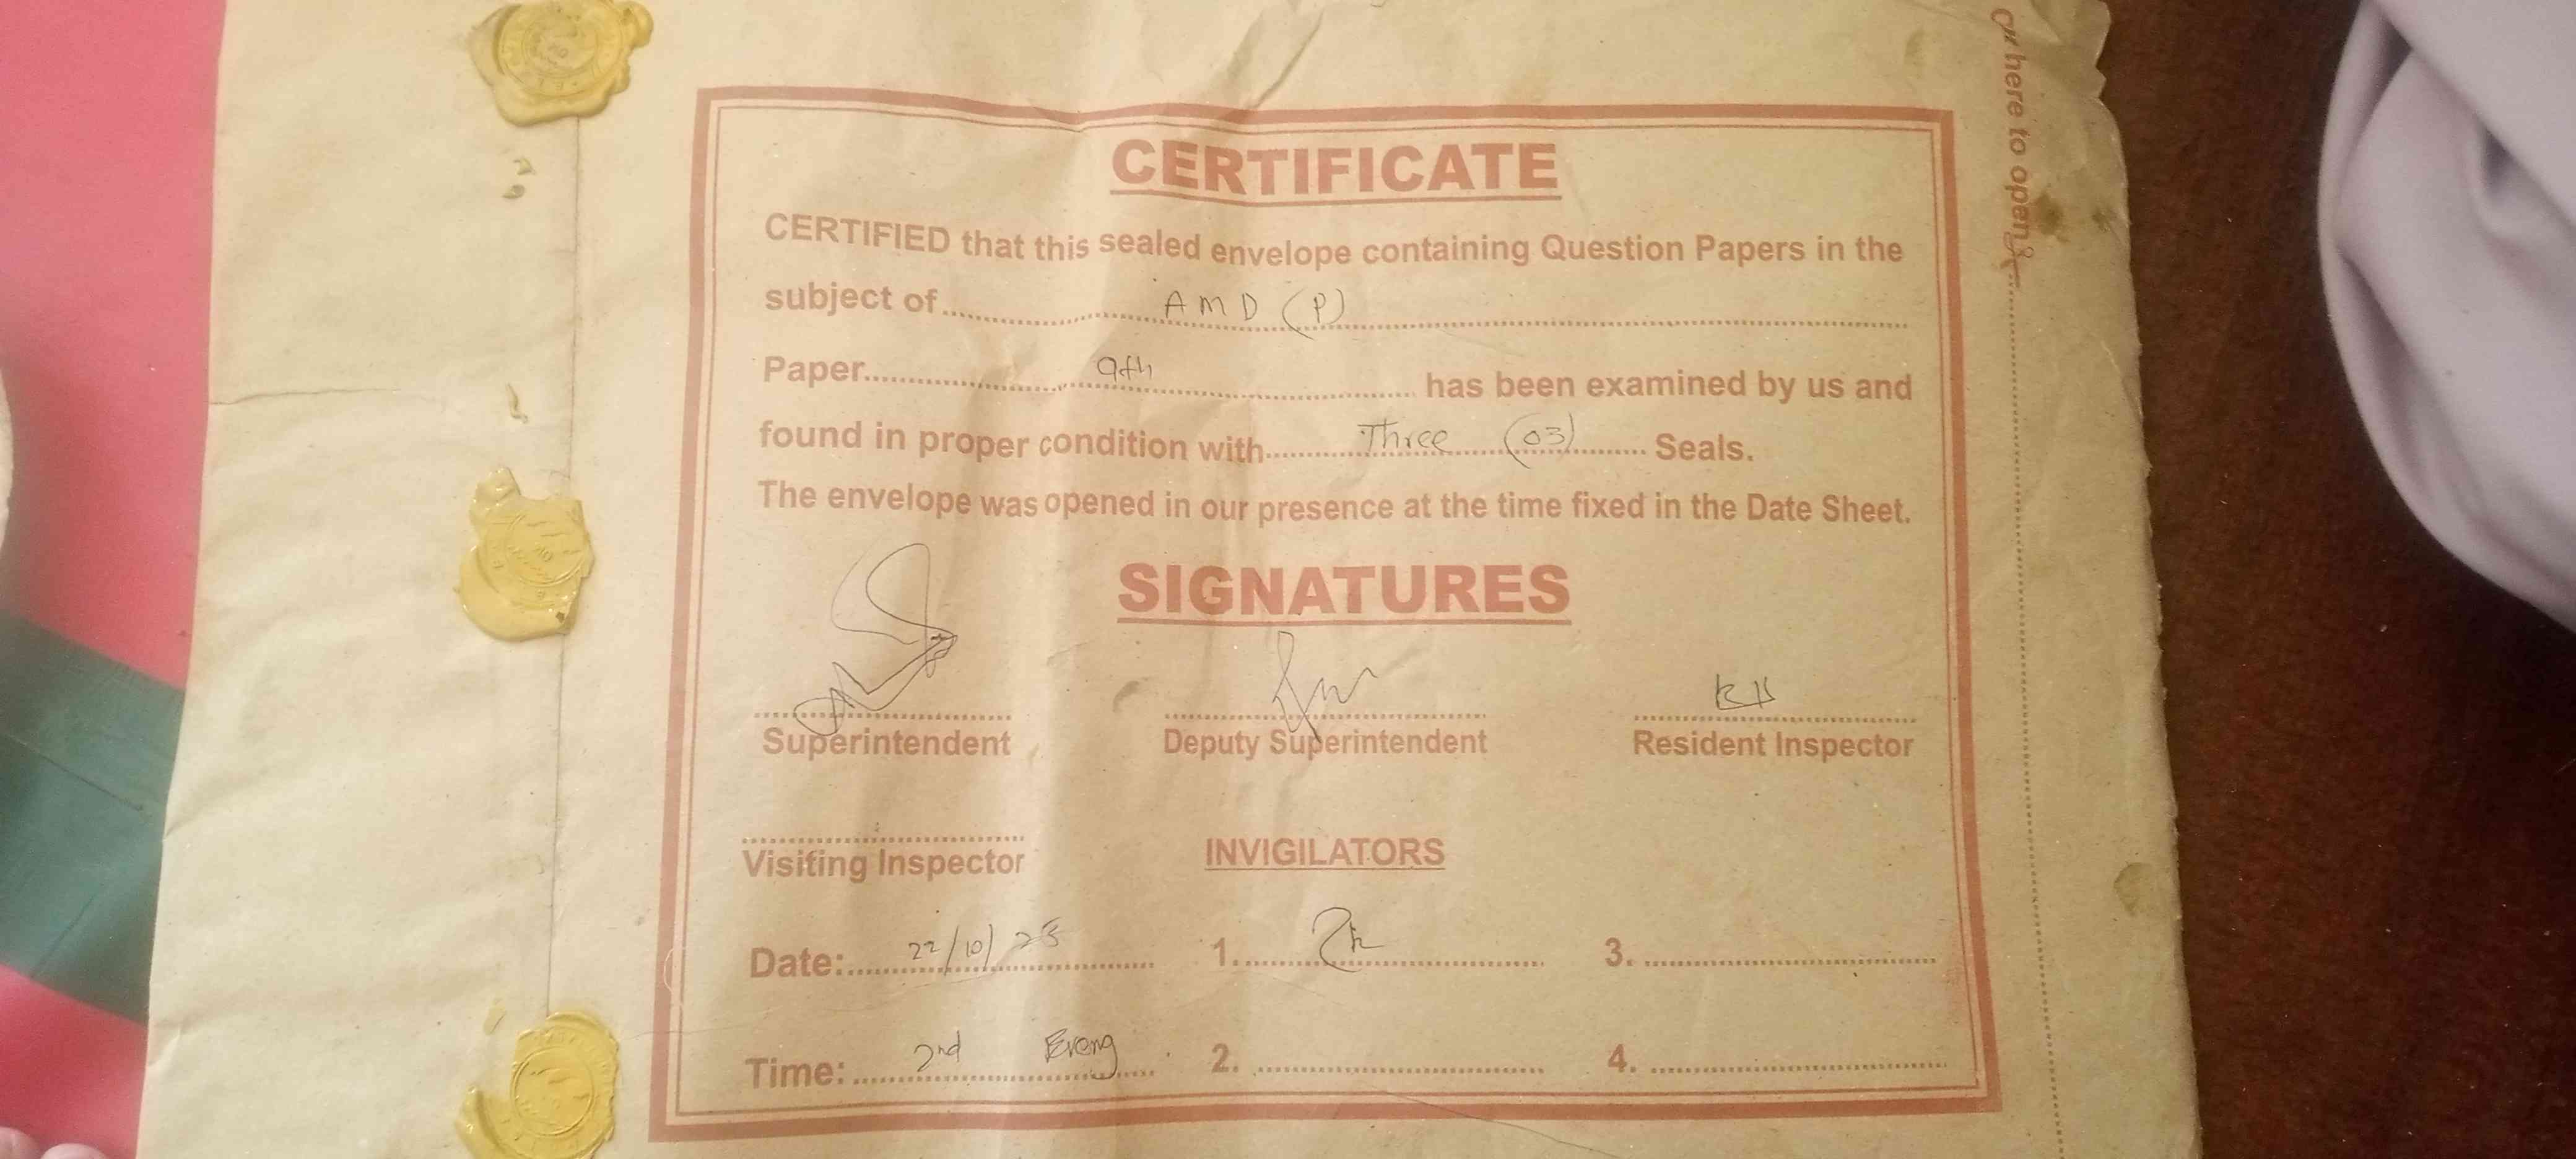 CERTIFICATE
CERTIFIED that this sealed envelope containing Question Papers in the
subject of AMD (P)
Paper 9th has been examined by us and
found in proper condition with Three (03) Seals.
The envelope was opened in our presence at the time fixed in the Date Sheet.
SIGNATURES
Superintendent Deputy Superintendent Resident Inspector
Visiting Inspector INVIGILATORS
Date: 22/10/ 1. 3.
Time: 2nd Eveng 2. 4.
here to open